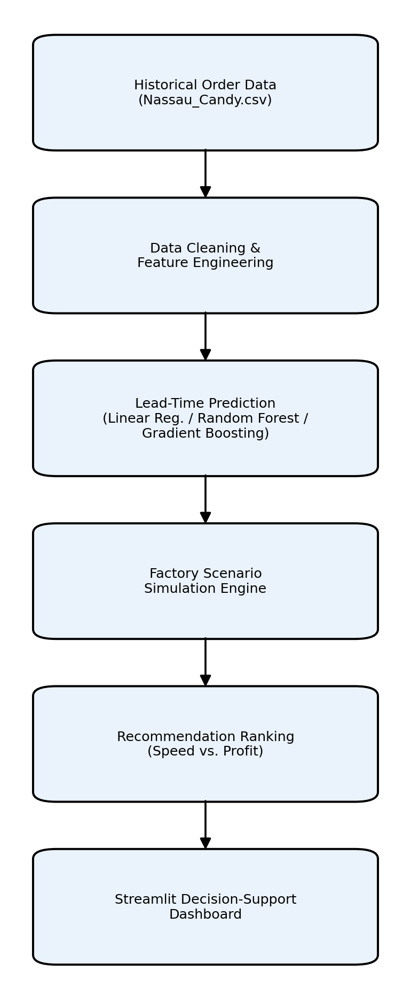 Historical Order Data
(Nassau_Candy.csv)
Data Cleaning &
Feature Engineering
Lead-Time Prediction
(Linear Reg. / Random Forest /
Gradient Boosting)
Factory Scenario
Simulation Engine
Recommendation Ranking
(Speed vs. Profit)
Streamlit Decision-Support
Dashboard